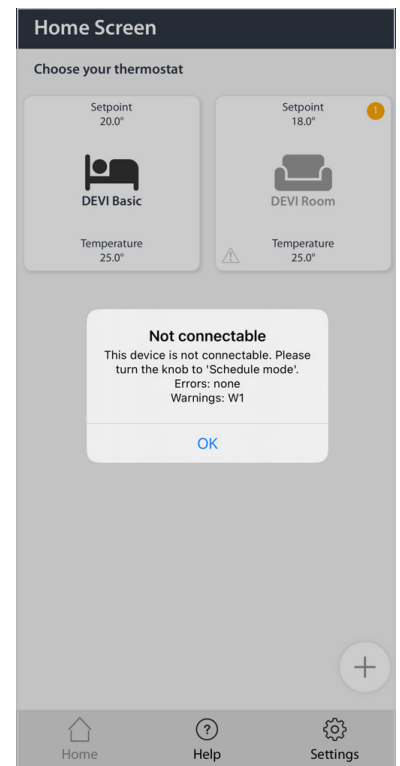 Home Screen
Choose your thermostat
Setpoint
20.0°
DEVI Basic
Temperature
25.0°
Setpoint
18.0°
1
DEVI Room
Temperature
25.0°
Not connectable
This device is not connectable. Please
turn the knob to 'Schedule mode'.
Errors: none
Warnings: W1
OK
Home
Help
Settings